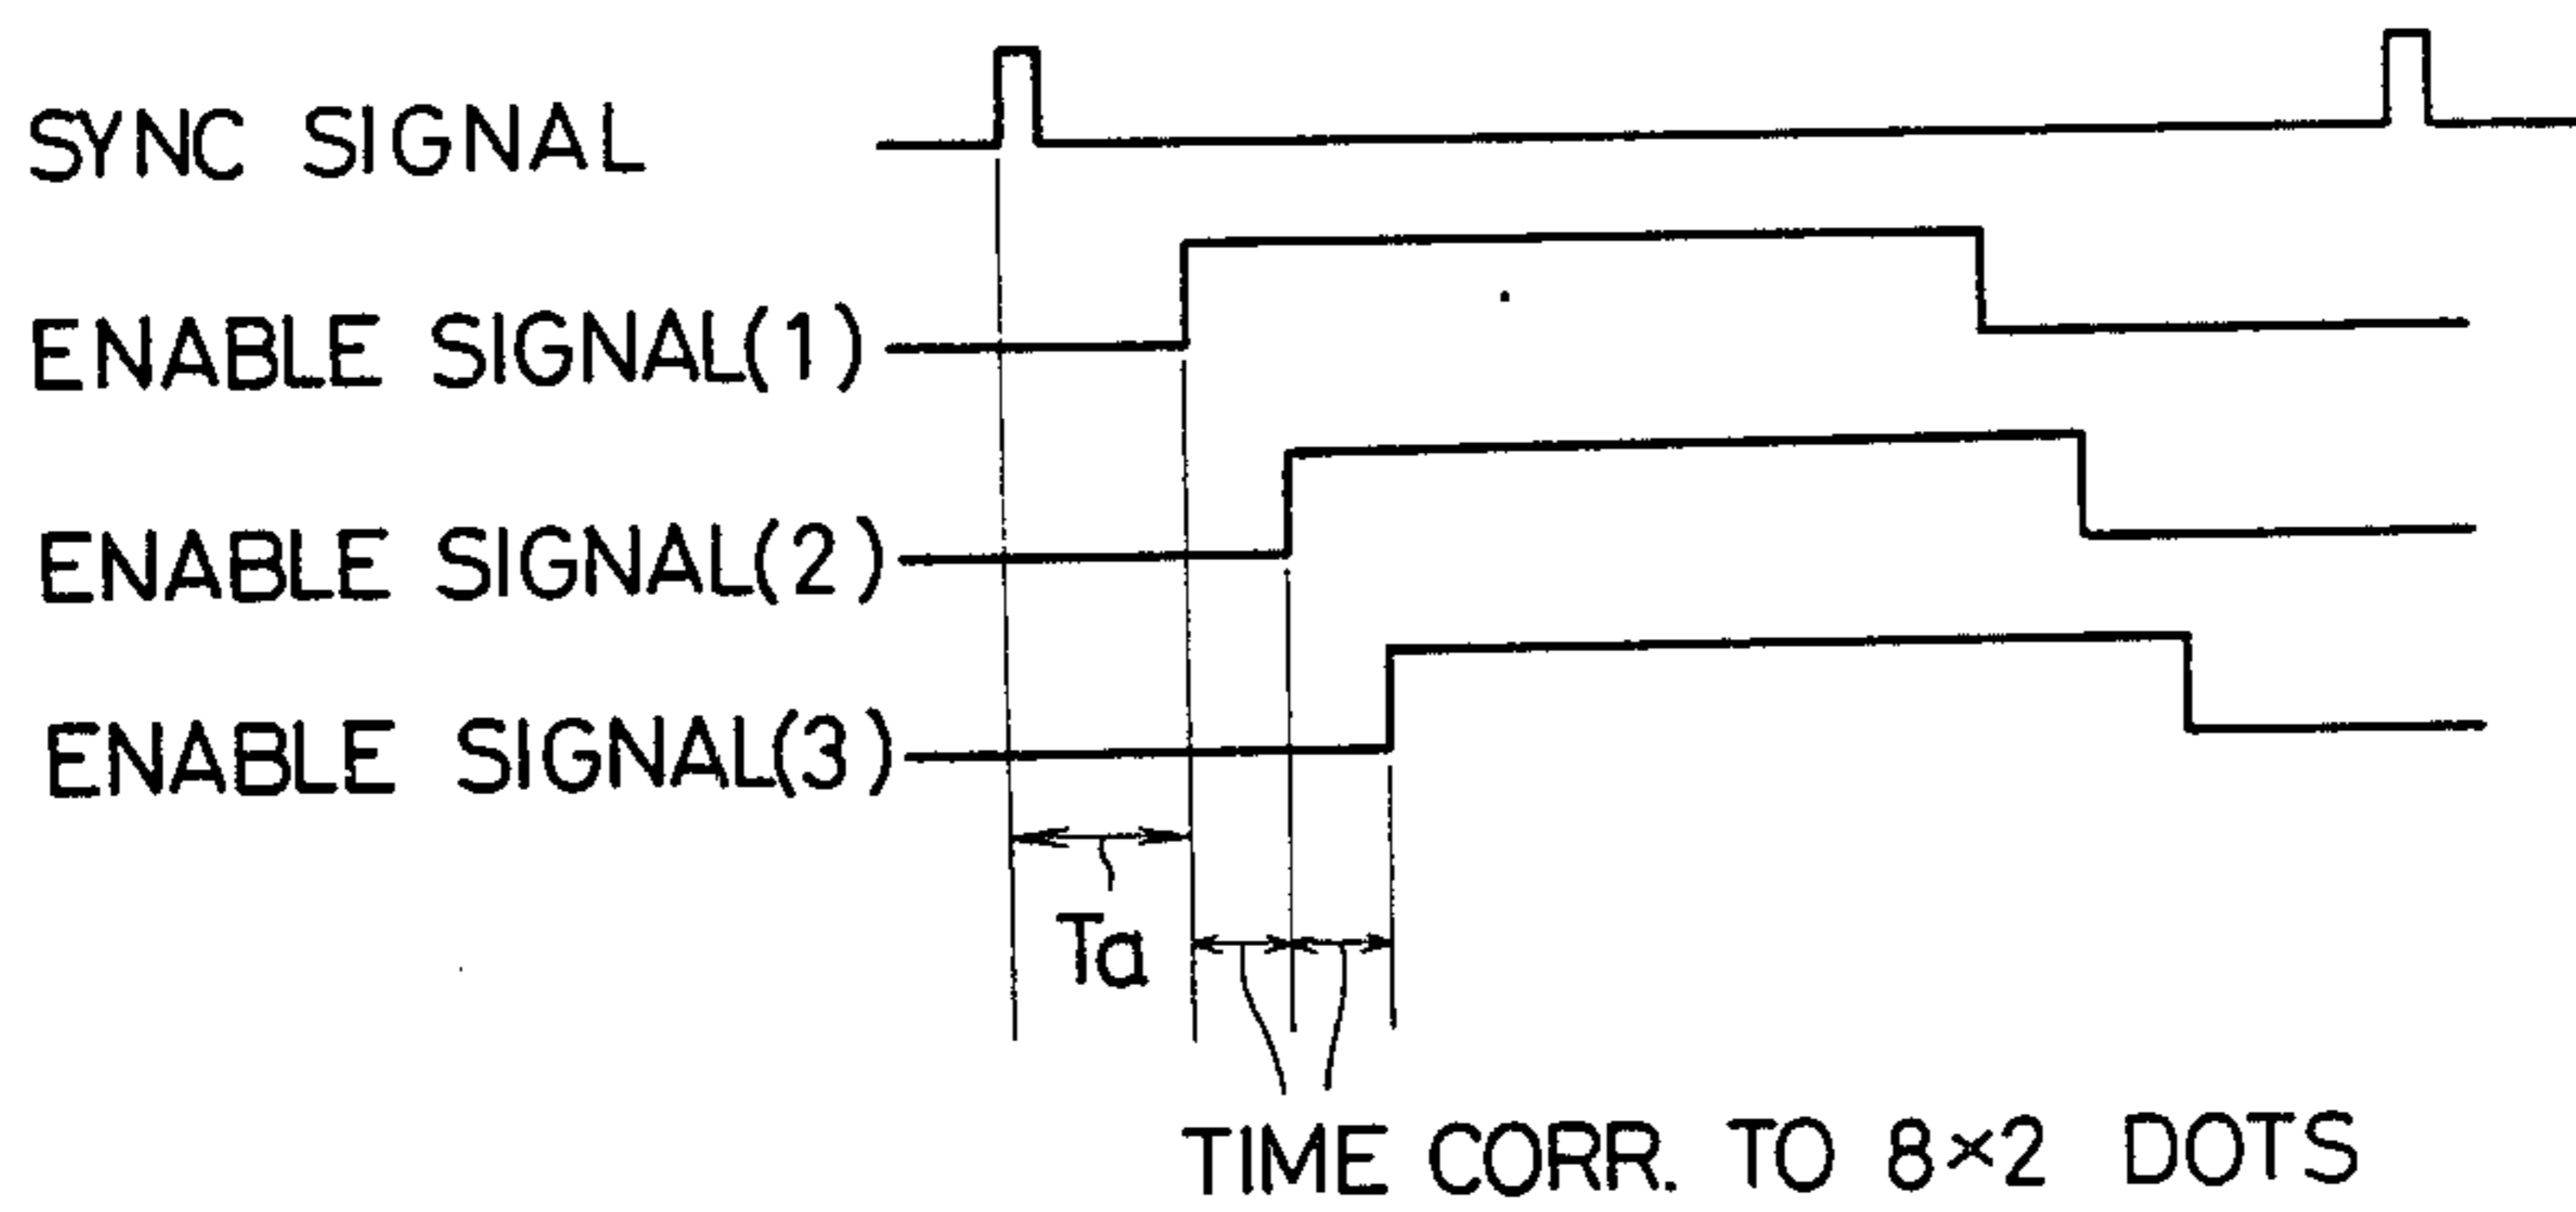 SYNC SIGNAL
ENABLE SIGNAL(1)
ENABLE SIGNAL(2)
ENABLE SIGNAL(3)
Ta
TIME CORR. TO 8×2 DOTS